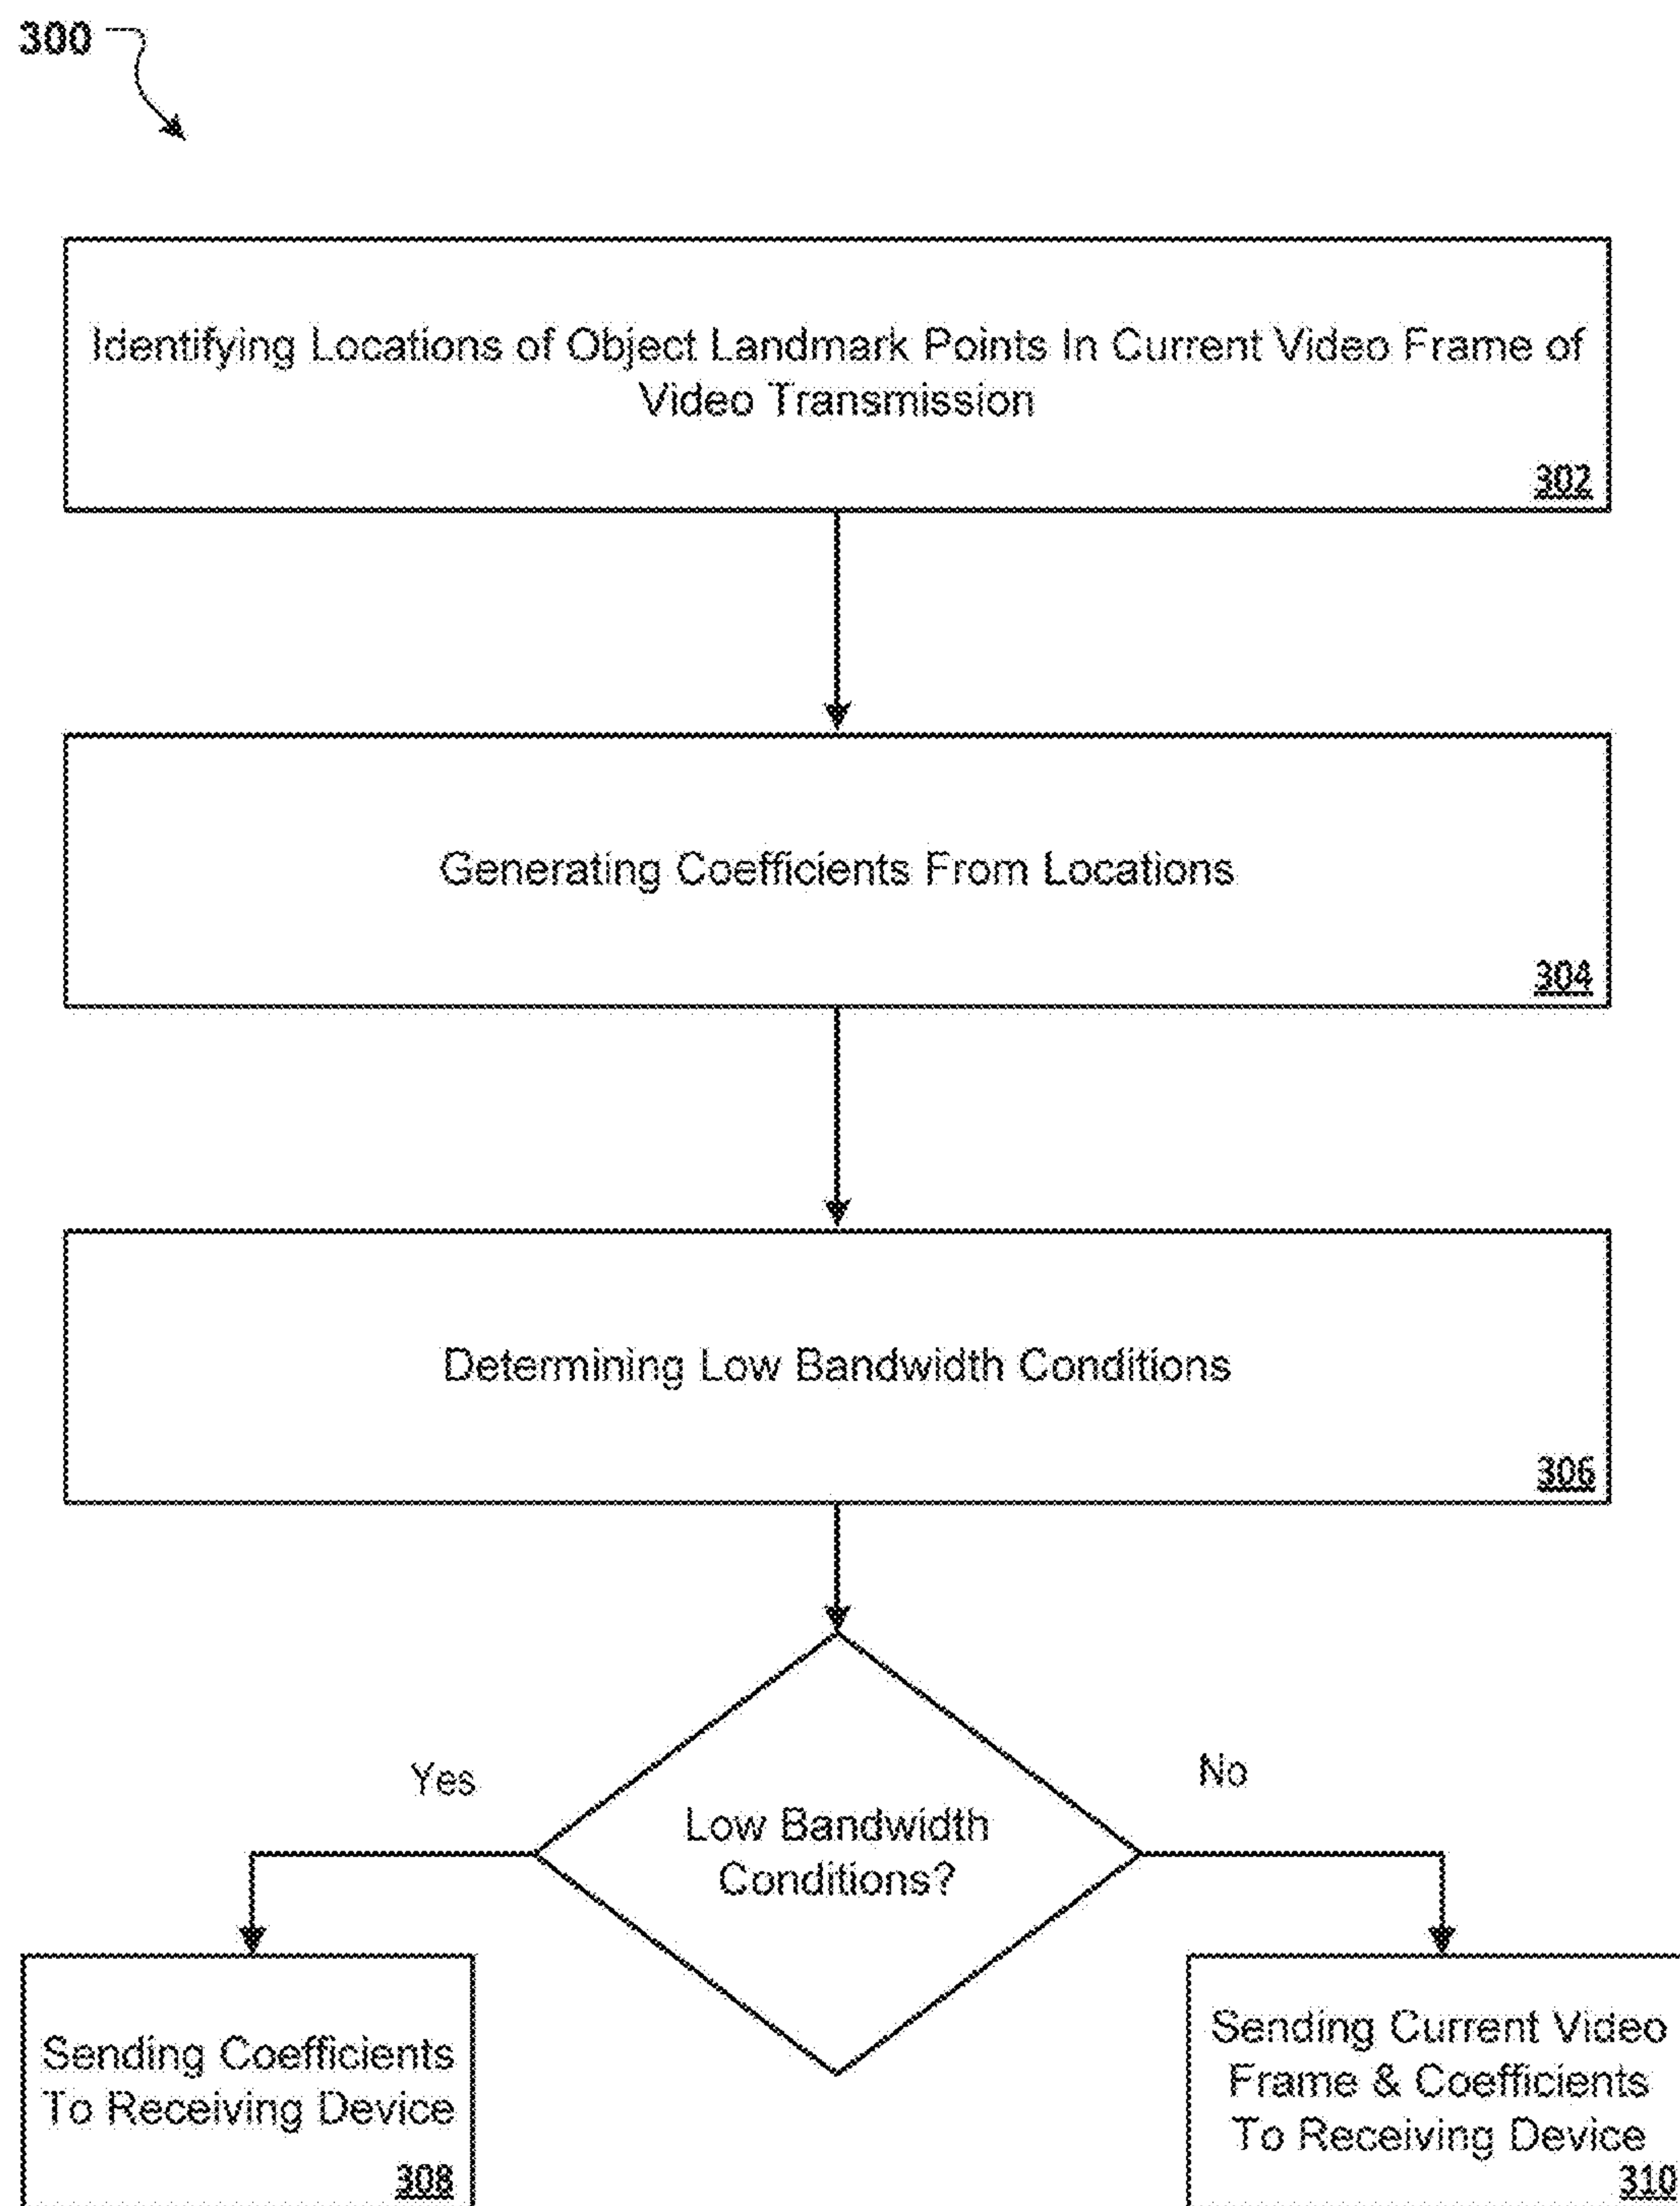 300
Identifying Locations of Object Landmark Points In Current Video Frame of
Video Transmission
302
Generating Coefficients From Locations
304
Determining Low Bandwidth Conditions
306
Yes
No
Low Bandwidth
Conditions?
Sending Coefficients
To Receiving Device
308
Sending Current Video
Frame & Coefficients
To Receiving Device
310